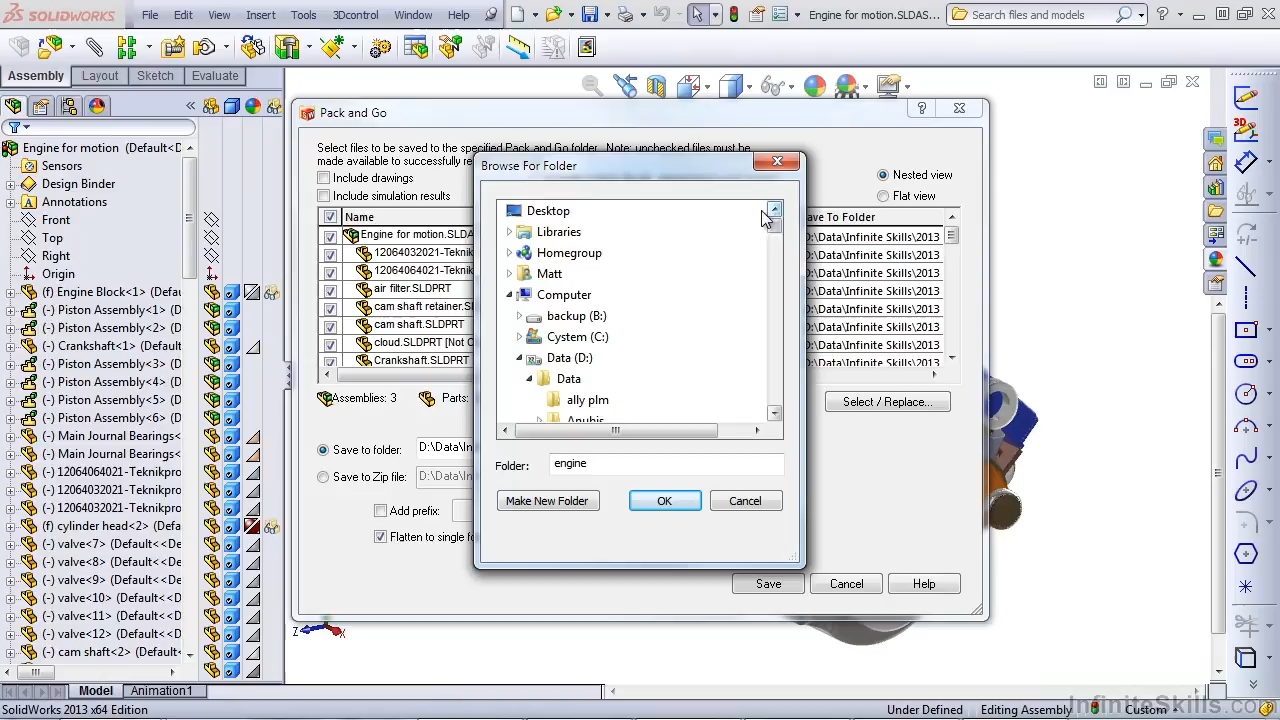 SOLIDWORKS File Edit View Insert Tools 3Dcontrol Window Help Engine for motion.SLDAS... Search files and models
Assembly Layout Sketch Evaluate
Engine for motion (Default<D
Sensors
Design Binder
Annotations
Front
Top
Right
Origin
(f) Engine Block<1> (Default
(-) Piston Assembly<1> (Def
(-) Piston Assembly<2> (Def
(-) Crankshaft<1> (Default<
(-) Piston Assembly<3> (Def
(-) Piston Assembly<4> (Def
(-) Piston Assembly<5> (Def
(-) Piston Assembly<6> (Def
(-) Main Journal Bearings<
(-) Main Journal Bearings<
(-) 12064064021-Teknikpro
(-) 12064032021-Teknikpro
(-) 12064032021-Teknikpro
(f) cylinder head<2> (Defau
(-) valve<7> (Default<<D
(-) valve<8> (Default<<D
(-) valve<9> (Default<<D
(-) valve<10> (Default<<D
(-) valve<11> (Default<<D
(-) valve<12> (Default<<D
(-) cam shaft<2> (Default<
Pack and Go
Select files to be saved to the specified Pack and Go folder. Note: unchecked files must be
made available to successfully re
Include drawings
Include simulation results
Nested view
Flat view
Name
Save To Folder
Engine for motion.SLDA
12064032021-Teknik
12064064021-Teknik
air filter.SLDPRT
cam shaft retainer.SLD
cam shaft.SLDPRT
cloud.SLDPRT [Not C
Crankshaft.SLDPRT
D:\Data\Infinite Skills\2013
D:\Data\Infinite Skills\2013
D:\Data\Infinite Skills\2013
D:\Data\Infinite Skills\2013
D:\Data\Infinite Skills\2013
D:\Data\Infinite Skills\2013
D:\Data\Infinite Skills\2013
D:\Data\Infinite Skills\2013
Assemblies: 3 Parts:
Select / Replace...
Save to folder: D:\Data\In
Save to Zip file: D:\Data\In
Add prefix:
Flatten to single fo
Save Cancel Help
Browse For Folder
Desktop
Libraries
Homegroup
Matt
Computer
backup (B:)
Cystem (C:)
Data (D:)
Data
ally plm
Anubis
Folder: engine
Make New Folder OK Cancel
Model Animation1
SolidWorks 2013 x64 Edition Under Defined Editing Assembly Custom
InfiniteSkills.com